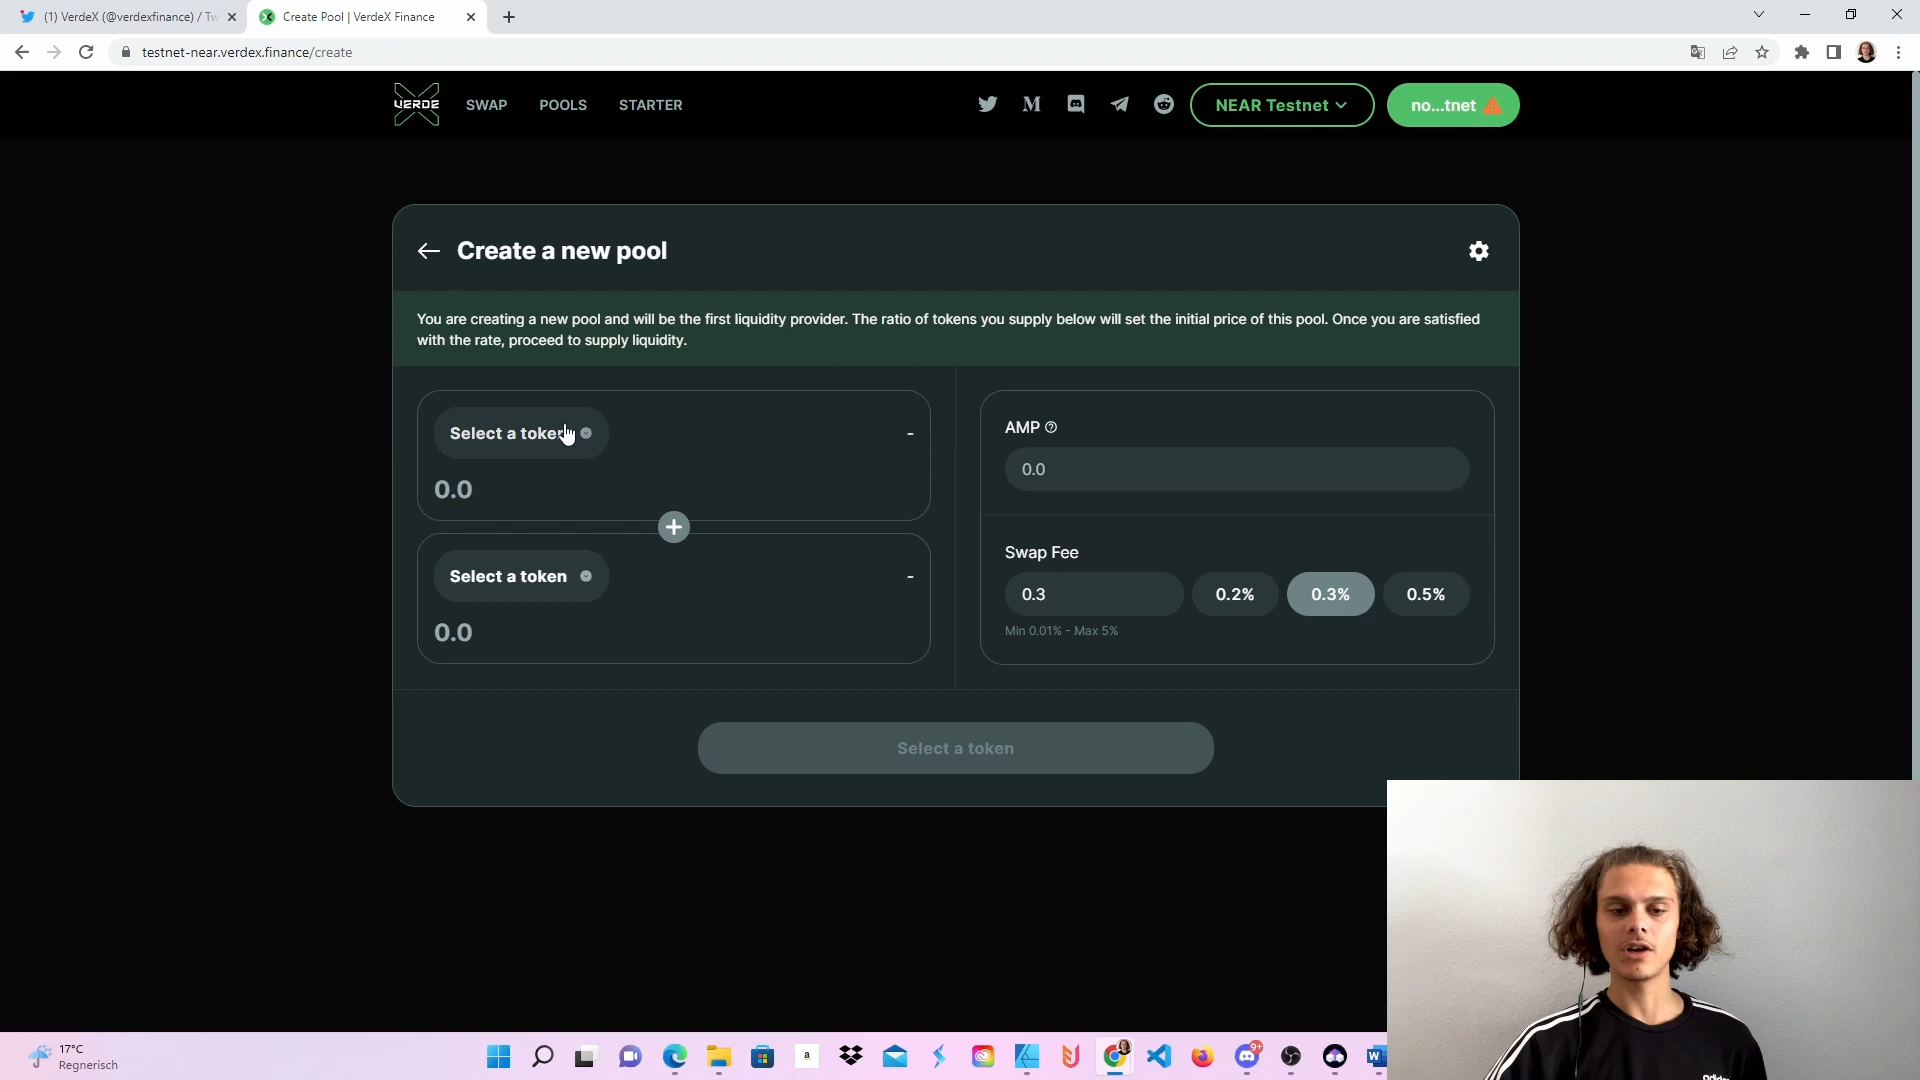 (1) VerdeX (@verdexfinance) / Tw
Create Pool | VerdeX Finance
testnet-near.verdex.finance/create
VERDE
SWAP
POOLS
STARTER
M
NEAR Testnet
no...tnet
Create a new pool
You are creating a new pool and will be the first liquidity provider. The ratio of tokens you supply below will set the initial price of this pool. Once you are satisfied
with the rate, proceed to supply liquidity.
Select a token
-
0.0
Select a token
-
0.0
AMP
0.0
Swap Fee
0.3
0.2%
0.3%
0.5%
Min 0.01% - Max 5%
Select a token
17°C
Regnerisch
a
9+
W
adidas